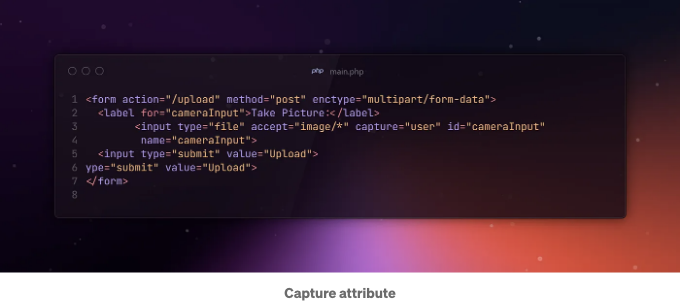 php main.php
1 <form action="/upload" method="post" enctype="multipart/form-data">
2 <label for="cameraInput">Take Picture:</label>
3 <input type="file" accept="image/*" capture="user" id="cameraInput"
4 name="cameraInput">
5 <input type="submit" value="Upload">
6 ype="submit" value="Upload">
7 </form>
8
Capture attribute